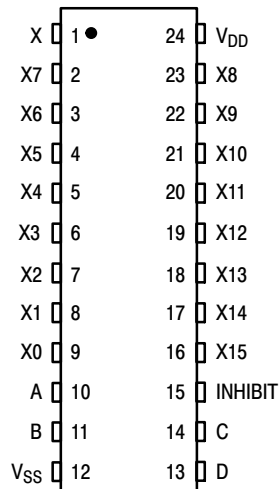 X 1 24 VDD
X7 2 23 X8
X6 3 22 X9
X5 4 21 X10
X4 5 20 X11
X3 6 19 X12
X2 7 18 X13
X1 8 17 X14
X0 9 16 X15
A 10 15 INHIBIT
B 11 14 C
VSS 12 13 D